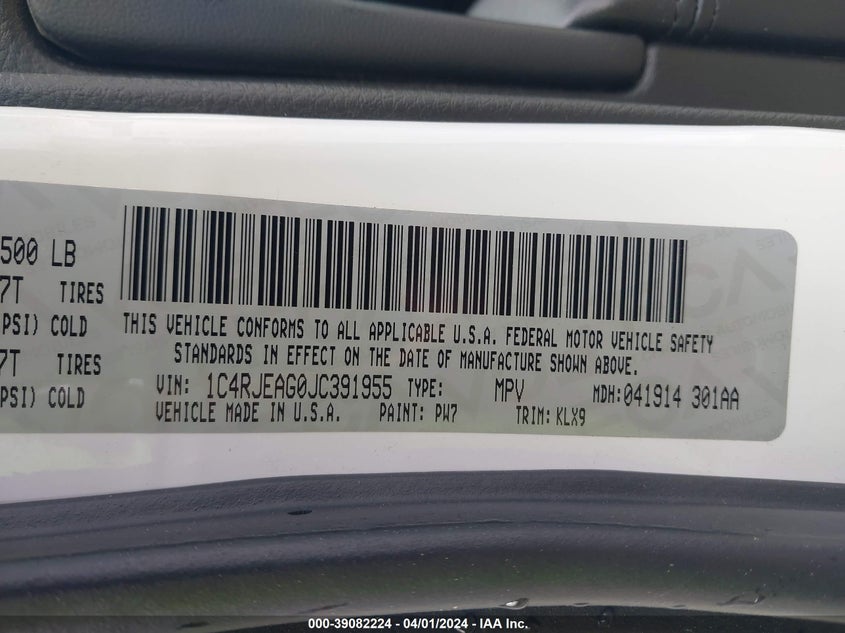 500 LB
7T TIRES
PSI) COLD
7T TIRES
PSI) COLD
THIS VEHICLE CONFORMS TO ALL APPLICABLE U.S.A. FEDERAL MOTOR VEHICLE SAFETY
STANDARDS IN EFFECT ON THE DATE OF MANUFACTURE SHOWN ABOVE.
VIN: 1C4RJEAG0JC391955 TYPE: MPV MDH:041914 301AA
VEHICLE MADE IN U.S.A. PAINT: PW7 TRIM: KLX9
000-39082224 - 04/01/2024 - IAA Inc.